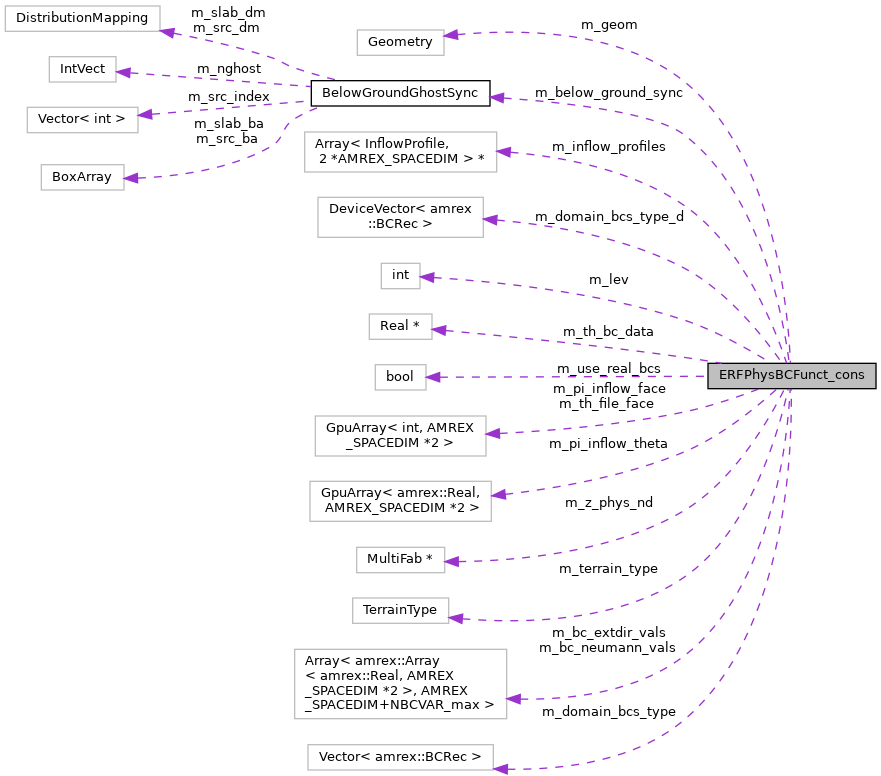 DistributionMapping
IntVect
Vector< int >
BoxArray
m_slab_dm
m_src_dm
m_nghost
m_src_index
m_slab_ba
m_src_ba
Geometry
BelowGroundGhostSync
Array< InflowProfile,
2 *AMREX_SPACEDIM > *
DeviceVector< amrex
::BCRec >
int
Real *
bool
GpuArray< int, AMREX
_SPACEDIM *2 >
GpuArray< amrex::Real,
AMREX_SPACEDIM *2 >
MultiFab *
TerrainType
Array< amrex::Array
< amrex::Real, AMREX
_SPACEDIM *2 >, AMREX
_SPACEDIM+NBCVAR_max >
Vector< amrex::BCRec >
m_geom
m_below_ground_sync
m_inflow_profiles
m_domain_bcs_type_d
m_lev
m_th_bc_data
m_use_real_bcs
m_pi_inflow_face
m_th_file_face
m_pi_inflow_theta
m_z_phys_nd
m_terrain_type
m_bc_extdir_vals
m_bc_neumann_vals
m_domain_bcs_type
ERFPhysBCFunct_cons